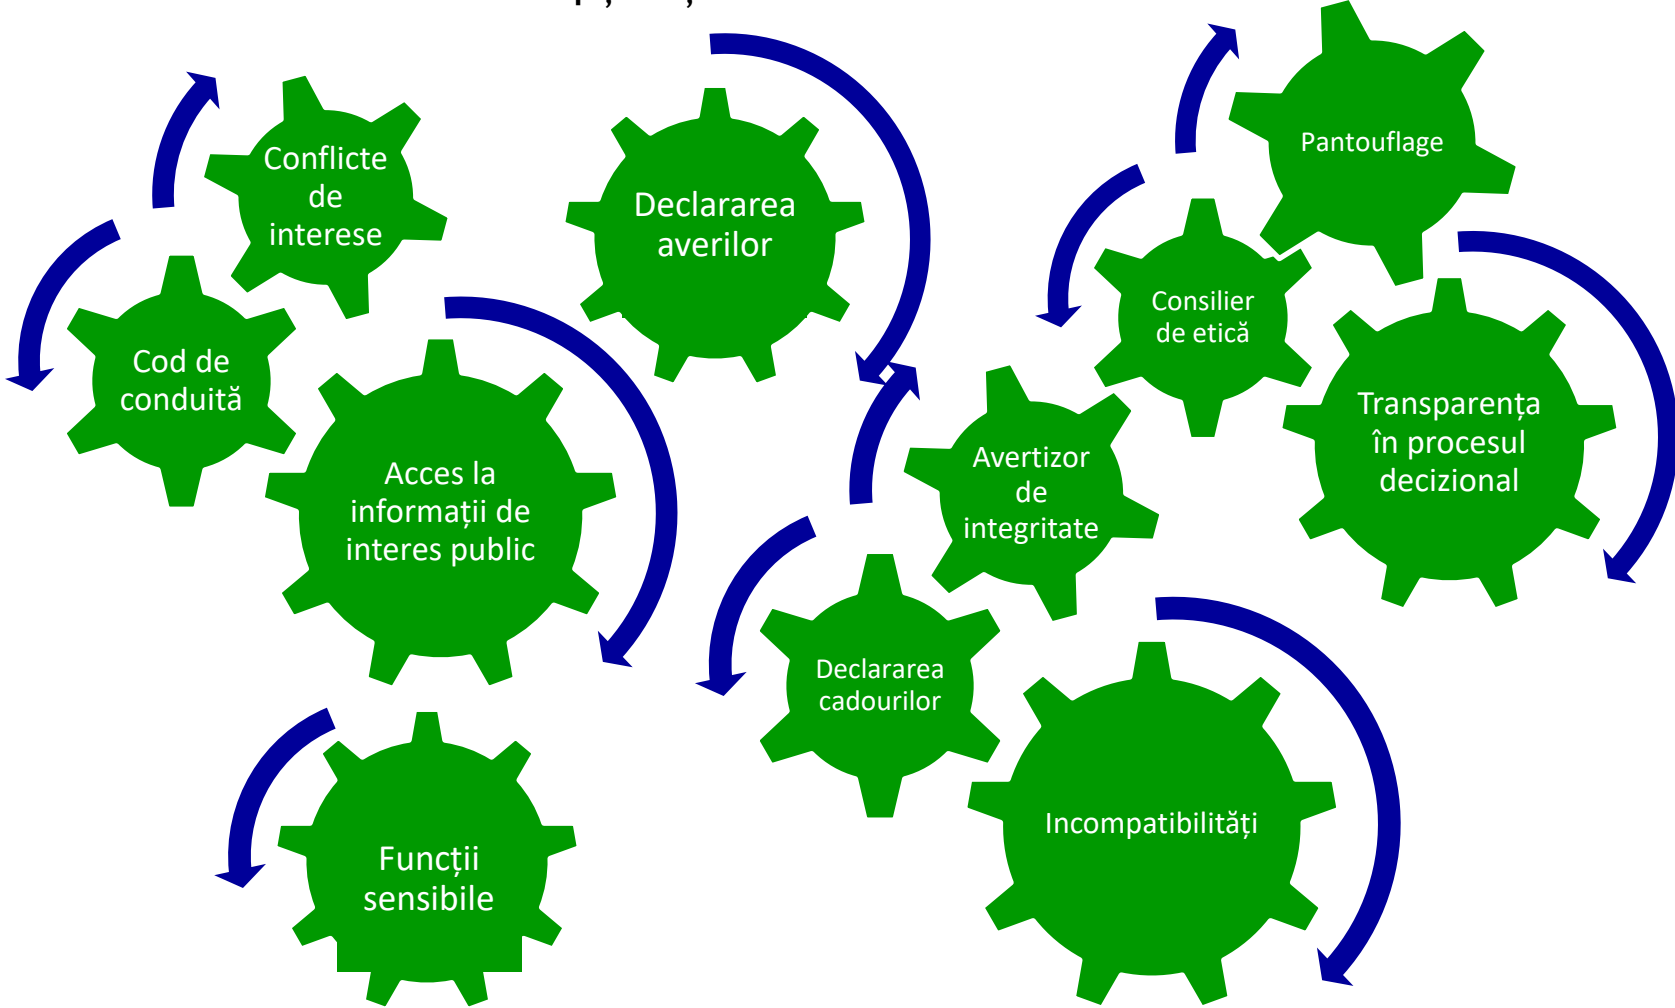 Conflicte
de
interese
Declararea
averilor
Pantouflage
Cod de
conduită
Consilier
de etică
Acces la
informații de
interes public
Avertizor
de
integritate
Transparența
în procesul
decizional
Declararea
cadourilor
Incompatibilități
Funcții
sensibile